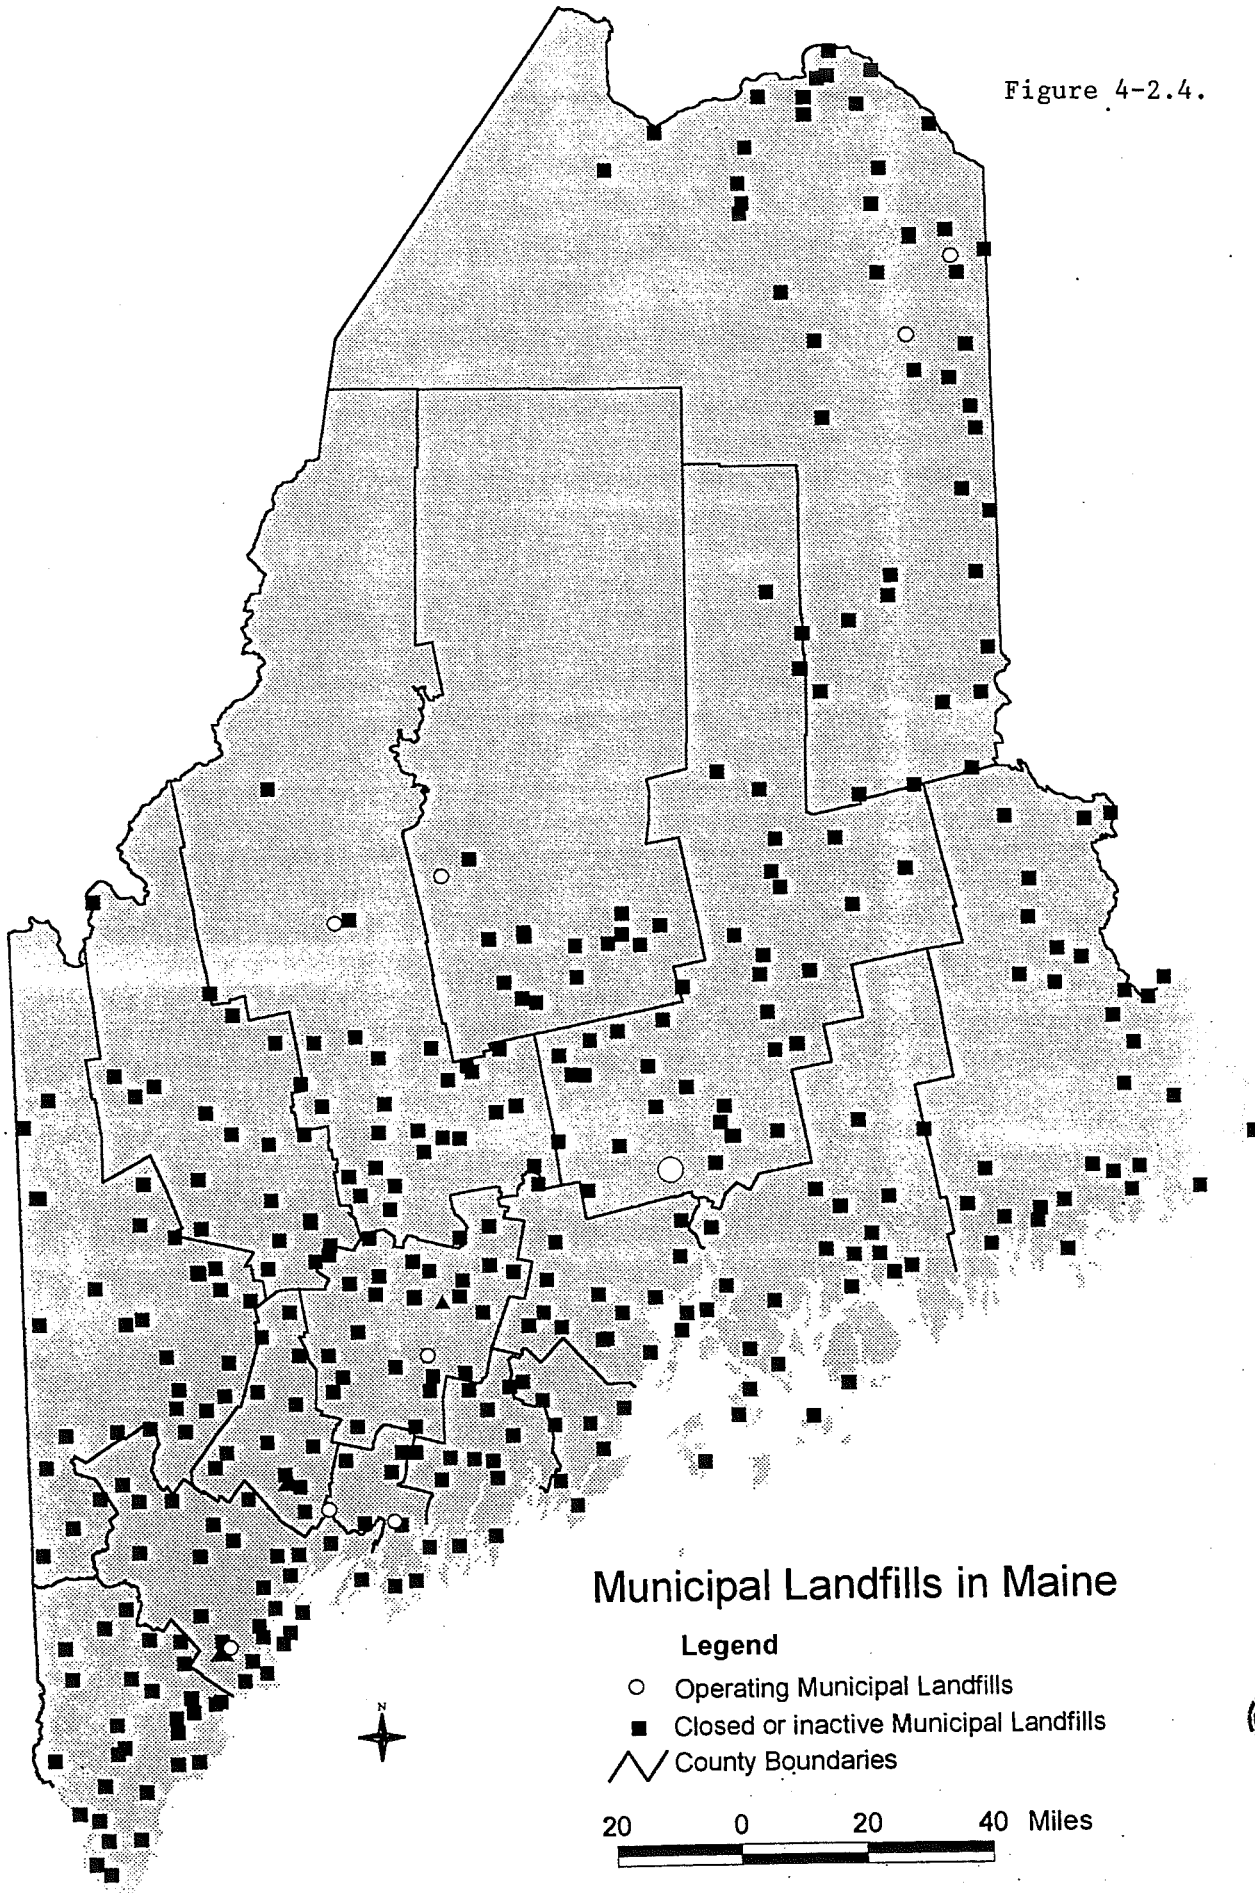 Figure 4-2.4.
Municipal Landfills in Maine
Legend
Operating Municipal Landfills
Closed or inactive Municipal Landfills
County Boundaries
N
20 0 20 40 Miles